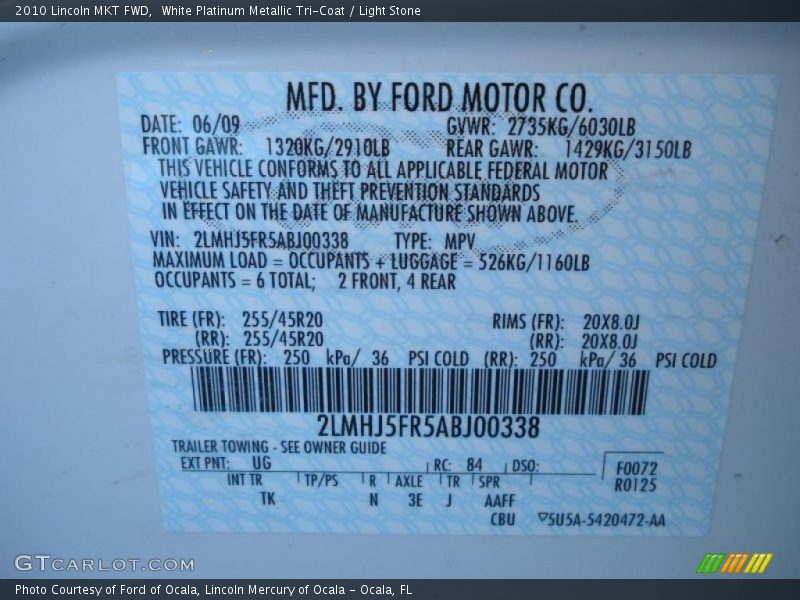 2010 Lincoln MKT FWD,  White Platinum Metallic Tri-Coat / Light Stone
MFD. BY FORD MOTOR CO.
DATE: 06/09 GVWR: 2735KG/6030LB
FRONT GAWR: 1320KG/2910LB REAR GAWR: 1429KG/3150LB
THIS VEHICLE CONFORMS TO ALL APPLICABLE FEDERAL MOTOR
VEHICLE SAFETY AND THEFT PREVENTION STANDARDS
IN EFFECT ON THE DATE OF MANUFACTURE SHOWN ABOVE.
VIN: 2LMHJ5FR5ABJ00338 TYPE: MPV
MAXIMUM LOAD = OCCUPANTS + LUGGAGE = 526KG/1160LB
OCCUPANTS = 6 TOTAL; 2 FRONT, 4 REAR
TIRE (FR): 255/45R20 RIMS (FR): 20X8.0J
(RR): 255/45R20 (RR): 20X8.0J
PRESSURE (FR): 250 kPa/ 36 PSI COLD (RR): 250 kPa/ 36 PSI COLD
2LMHJ5FR5ABJ00338
TRAILER TOWING - SEE OWNER GUIDE
EXT PNT: UG RC: 84 DSO: F0072
INT TR TP/PS R AXLE TR SPR R0125
TK N 3E J AAFF
CBU ▽5U5A-5420472-AA
GTCARLOT.COM
Photo Courtesy of Ford of Ocala, Lincoln Mercury of Ocala - Ocala, FL